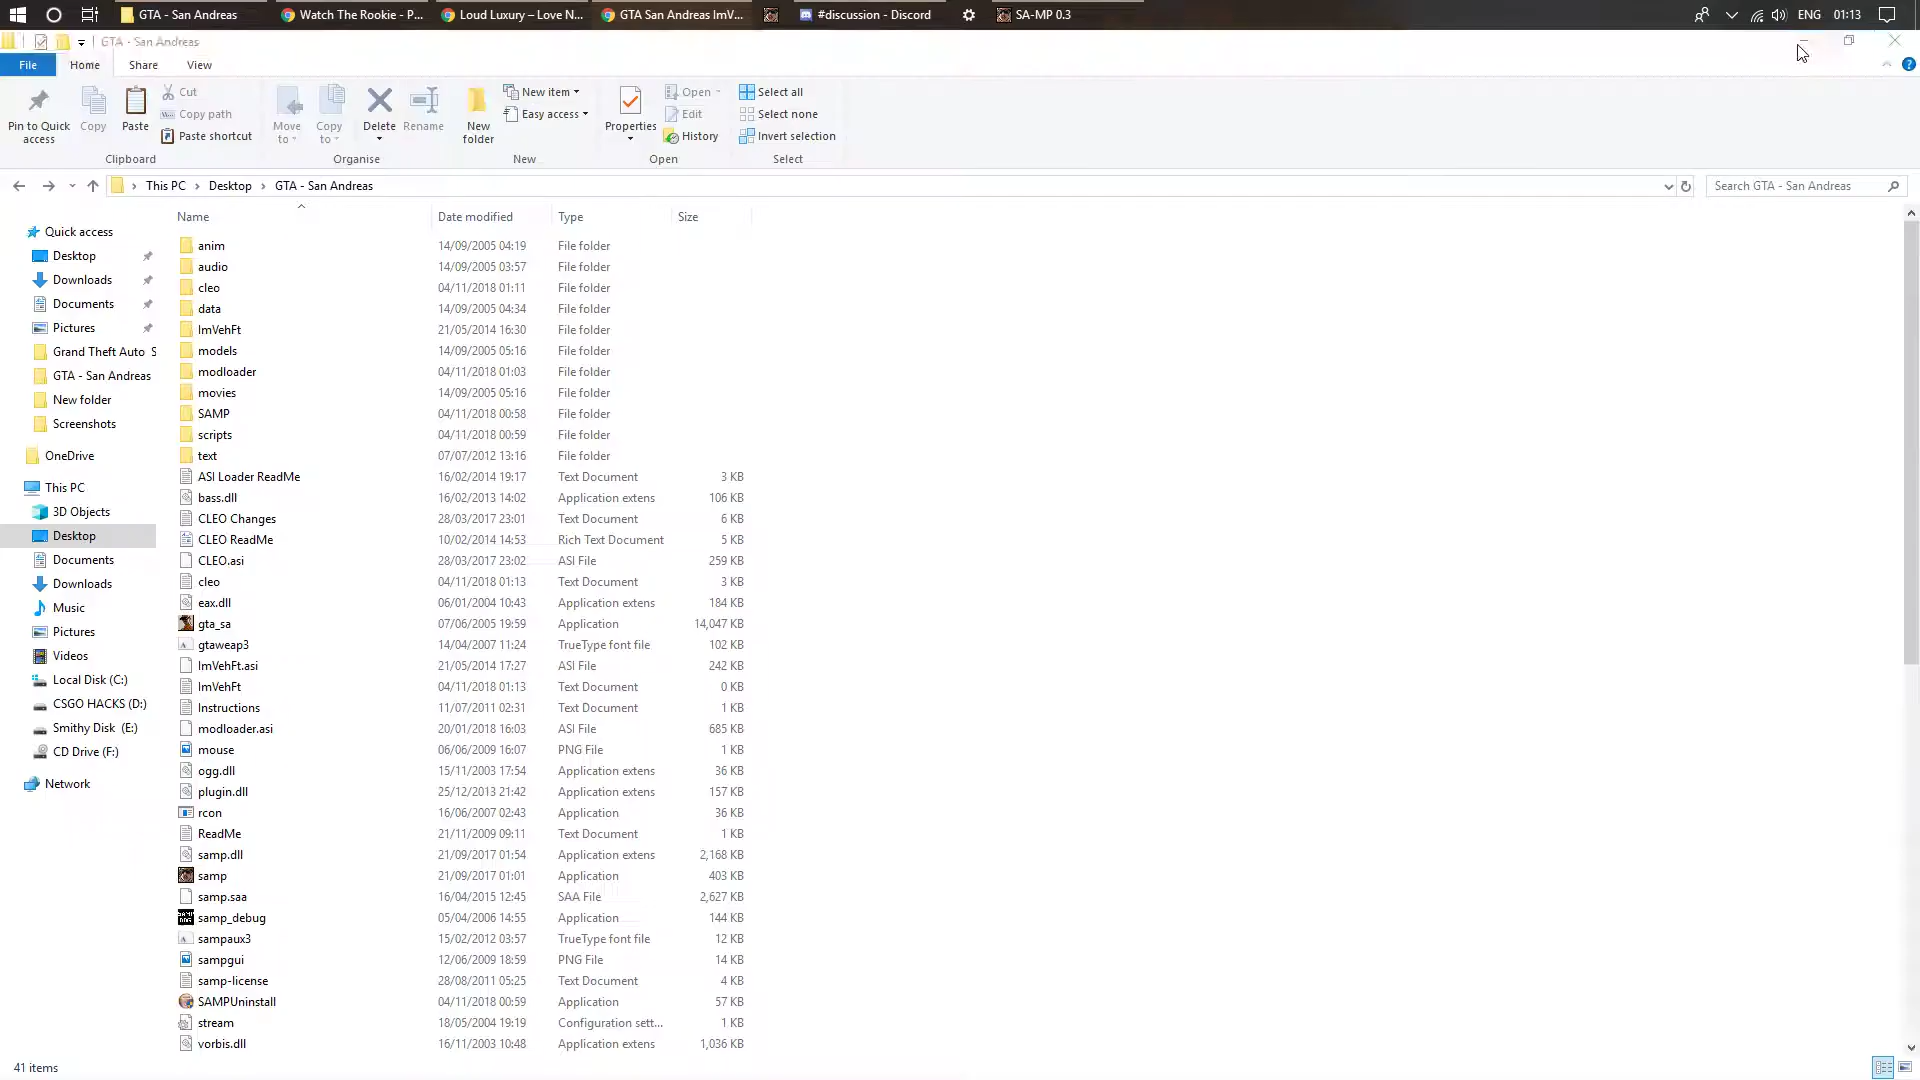 GTA - San Andreas
Watch The Rookie - P...
Loud Luxury – Love N...
GTA San Andreas ImV...
#discussion - Discord
SA-MP 0.3
ENG
01:13
GTA - San Andreas
File
Home
Share
View
Pin to Quick access
Copy
Paste
Cut
Copy path
Paste shortcut
Clipboard
Move to
Copy to
Delete
Rename
Organise
New folder
New item
Easy access
New
Properties
Open
Edit
History
Open
Select all
Select none
Invert selection
Select
This PC
Desktop
GTA - San Andreas
Search GTA - San Andreas
Quick access
Desktop
Downloads
Documents
Pictures
Grand Theft Auto S
GTA - San Andreas
New folder
Screenshots
OneDrive
This PC
3D Objects
Desktop
Documents
Downloads
Music
Pictures
Videos
Local Disk (C:)
CSGO HACKS (D:)
Smithy Disk (E:)
CD Drive (F:)
Network
Name Date modified Type Size
anim 14/09/2005 04:19 File folder
audio 14/09/2005 03:57 File folder
cleo 04/11/2018 01:11 File folder
data 14/09/2005 04:34 File folder
ImVehFt 21/05/2014 16:30 File folder
models 14/09/2005 05:16 File folder
modloader 04/11/2018 01:03 File folder
movies 14/09/2005 05:16 File folder
SAMP 04/11/2018 00:58 File folder
scripts 04/11/2018 00:59 File folder
text 07/07/2012 13:16 File folder
ASI Loader ReadMe 16/02/2014 19:17 Text Document 3 KB
bass.dll 16/02/2013 14:02 Application extens 106 KB
CLEO Changes 28/03/2017 23:01 Text Document 6 KB
CLEO ReadMe 10/02/2014 14:53 Rich Text Document 5 KB
CLEO.asi 28/03/2017 23:02 ASI File 259 KB
cleo 04/11/2018 01:13 Text Document 3 KB
eax.dll 06/01/2004 10:43 Application extens 184 KB
gta_sa 07/06/2005 19:59 Application 14,047 KB
gtaweap3 14/04/2007 11:24 TrueType font file 102 KB
ImVehFt.asi 21/05/2014 17:27 ASI File 242 KB
ImVehFt 04/11/2018 01:13 Text Document 0 KB
Instructions 11/07/2011 02:31 Text Document 1 KB
modloader.asi 20/01/2018 16:03 ASI File 685 KB
mouse 06/06/2009 16:07 PNG File 1 KB
ogg.dll 15/11/2003 17:54 Application extens 36 KB
plugin.dll 25/12/2013 21:42 Application extens 157 KB
rcon 16/06/2007 02:43 Application 36 KB
ReadMe 21/11/2009 09:11 Text Document 1 KB
samp.dll 21/09/2017 01:54 Application extens 2,168 KB
samp 21/09/2017 01:01 Application 403 KB
samp.saa 16/04/2015 12:45 SAA File 2,627 KB
samp_debug 05/04/2006 14:55 Application 144 KB
sampaux3 15/02/2012 03:57 TrueType font file 12 KB
sampgui 12/06/2009 18:59 PNG File 14 KB
samp-license 28/08/2011 05:25 Text Document 4 KB
SAMPUninstall 04/11/2018 00:59 Application 57 KB
stream 18/05/2004 19:19 Configuration sett... 1 KB
vorbis.dll 16/11/2003 10:48 Application extens 1,036 KB
41 items